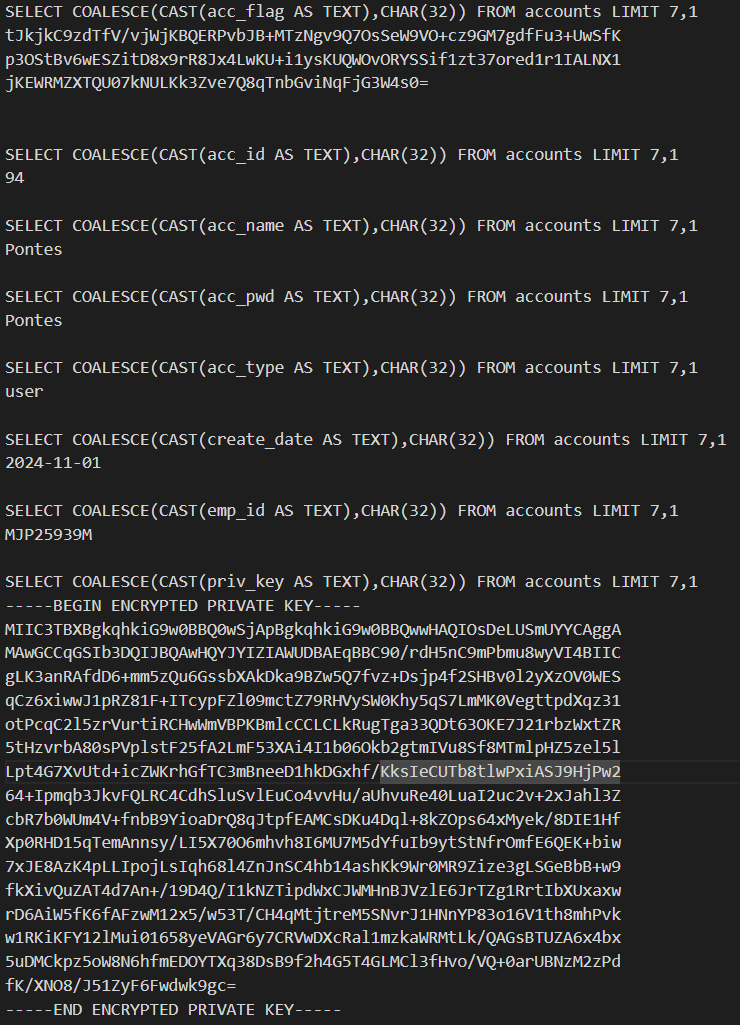 SELECT COALESCE(CAST(acc_flag AS TEXT),CHAR(32)) FROM accounts LIMIT 7,1
tJkjkC9zdTfV/vjWjKBQERPvbJB+MTzNgv9Q7OsSeW9VO+cz9GM7gdfFu3+UwSfK
p3OStBv6wESZitD8x9rR8Jx4LwKU+i1ysKUQWOvORYSSif1zt37ored1r1IALNX1
jKEWRMZXTQU07kNULKk3Zve7Q8qTnbGviNqFjG3W4s0=
SELECT COALESCE(CAST(acc_id AS TEXT),CHAR(32)) FROM accounts LIMIT 7,1
94
SELECT COALESCE(CAST(acc_name AS TEXT),CHAR(32)) FROM accounts LIMIT 7,1
Pontes
SELECT COALESCE(CAST(acc_pwd AS TEXT),CHAR(32)) FROM accounts LIMIT 7,1
Pontes
SELECT COALESCE(CAST(acc_type AS TEXT),CHAR(32)) FROM accounts LIMIT 7,1
user
SELECT COALESCE(CAST(create_date AS TEXT),CHAR(32)) FROM accounts LIMIT 7,1
2024-11-01
SELECT COALESCE(CAST(emp_id AS TEXT),CHAR(32)) FROM accounts LIMIT 7,1
MJP25939M
SELECT COALESCE(CAST(priv_key AS TEXT),CHAR(32)) FROM accounts LIMIT 7,1
-----BEGIN ENCRYPTED PRIVATE KEY-----
MIIC3TBXBgkqhkiG9w0BBQ0wSjApBgkqhkiG9w0BBQwwHAQIOsDeLUSmUYYCAggA
MAwGCCqGSIb3DQIJBQAwHQYJYIZIAWUDBAEqBBC90/rdH5nC9mPbmu8wyVI4BIIC
gLK3anRAfdD6+mm5zQu6GssbXAkDka9BZw5Q7fvz+Dsjp4f2SHBv0l2yXzOV0WES
qCz6xiwwJ1pRZ81F+ITcypFZl09mctZ79RHVySW0Khy5qS7LmMK0VegttpdXqz31
otPcqC2l5zrVurtiRCHwWmVBPKBmlcCCLCLkRugTga33QDt63OKE7J21rbzWxtZR
5tHzvrbA80sPVplstF25fA2LmF53XAi4I1b06Okb2gtmIVu8Sf8MTmlpHZ5zel5l
Lpt4G7XvUtd+icZWKrhGfTC3mBneeD1hkDGxhf/KksIeCUTb8tlwPxiASJ9HjPw2
64+Ipmqb3JkvFQLRC4CdhSluSvlEuCo4vvHu/aUhvuRe40LuaI2uc2v+2xJahl3Z
cbR7b0WUm4V+fnbB9YioaDrQ8qJtpfEAMCsDKu4Dql+8kZOps64xMyek/8DIE1Hf
Xp0RHD15qTemAnnsy/LI5X70O6mhvh8I6MU7M5dYfuIb9ytStNfrOmfE6QEK+biw
7xJE8AzK4pLLIpojLsIqh68l4ZnJnSC4hb14ashKk9Wr0MR9Zize3gLSGeBbB+w9
fkXivQuZAT4d7An+/19D4Q/I1kNZTipdWxCJWMHnBJVzlE6JrTZg1RrtIbXUxaxw
rD6AiW5fK6fAFzwM12x5/w53T/CH4qMtjtreM5SNvrJ1HNnYP83o16V1th8mhPvk
w1RKiKFY12lMui01658yeVAGr6y7CRVwDXcRal1mzkaWRMtLk/QAGsBTUZA6x4bx
5uDMCkpz5oW8N6hfmEDOYTXq38DsB9f2h4G5T4GLMCl3fHvo/VQ+0arUBNzM2zPd
fK/XNO8/J51ZyF6Fwdwk9gc=
-----END ENCRYPTED PRIVATE KEY-----